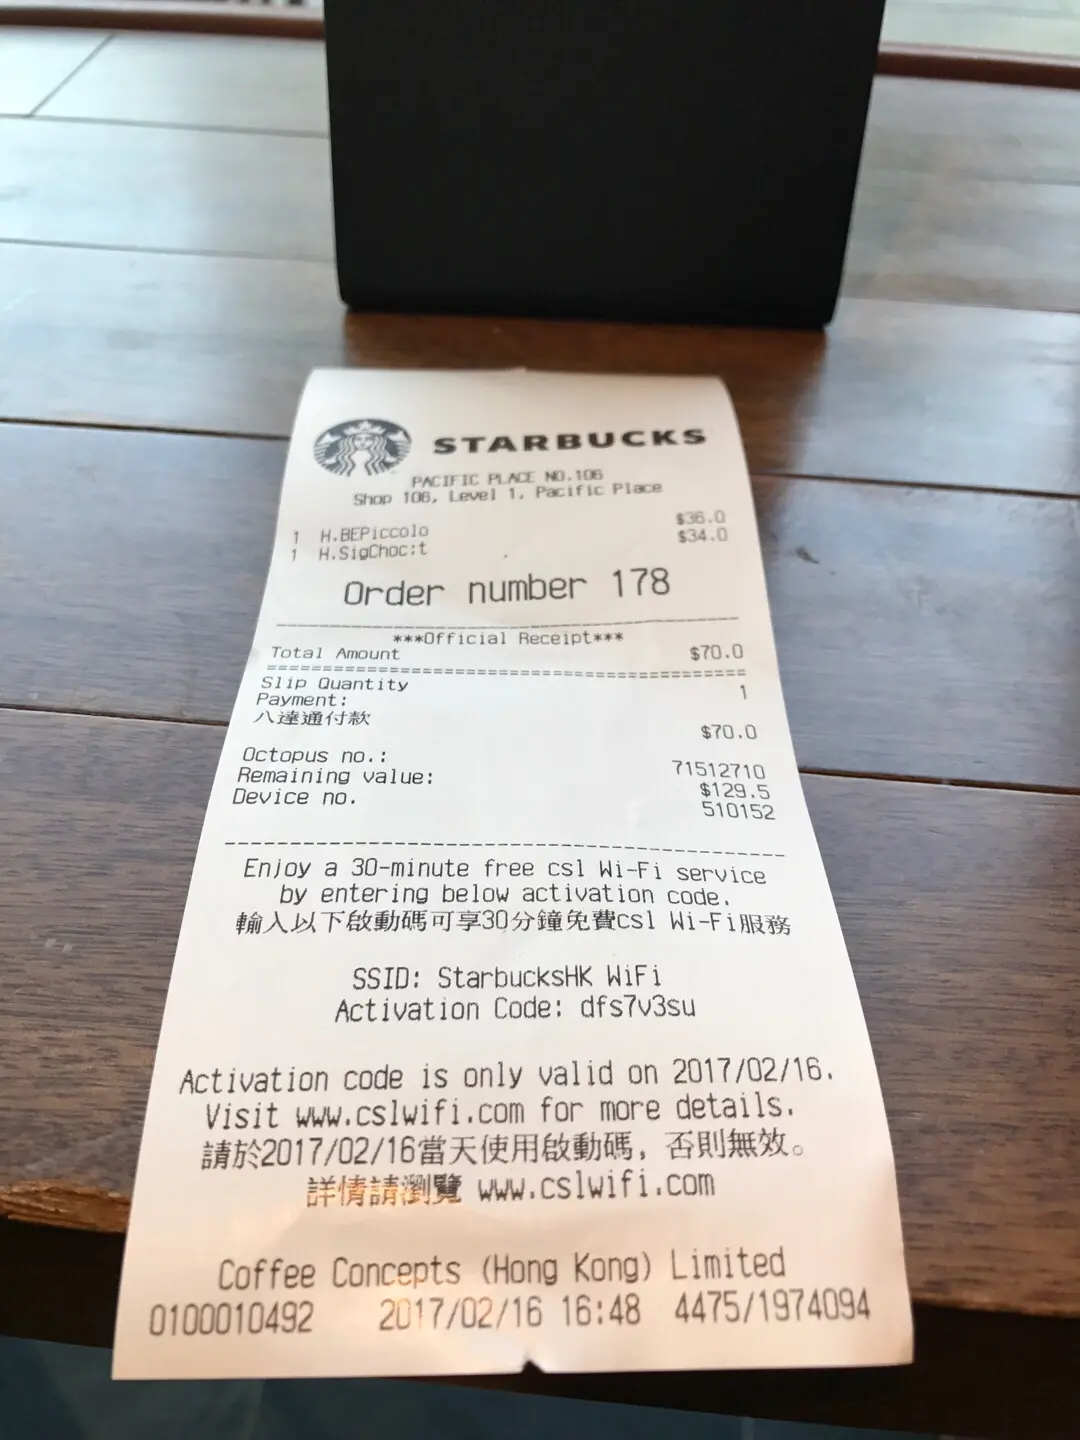 STARBUCKS
PACIFIC PLACE NO.106
Shop 106, Level 1, Pacific Place
1 H.BEPiccolo $36.0
1 H.SigChoc:t $34.0
Order number 178
***Official Receipt***
Total Amount $70.0
Slip Quantity 1
Payment:
八達通付款 $70.0
Octopus no.: 71512710
Remaining value: $129.5
Device no. 510152
Enjoy a 30-minute free csl Wi-Fi service
by entering below activation code.
輸入以下啟動碼可享30分鐘免費csl Wi-Fi服務
SSID: StarbucksHK WiFi
Activation Code: dfs7v3su
Activation code is only valid on 2017/02/16.
Visit www.cslwifi.com for more details.
請於2017/02/16當天使用啟動碼, 否則無效。
詳情請瀏覽 www.cslwifi.com
Coffee Concepts (Hong Kong) Limited
0100010492 2017/02/16 16:48 4475/1974094